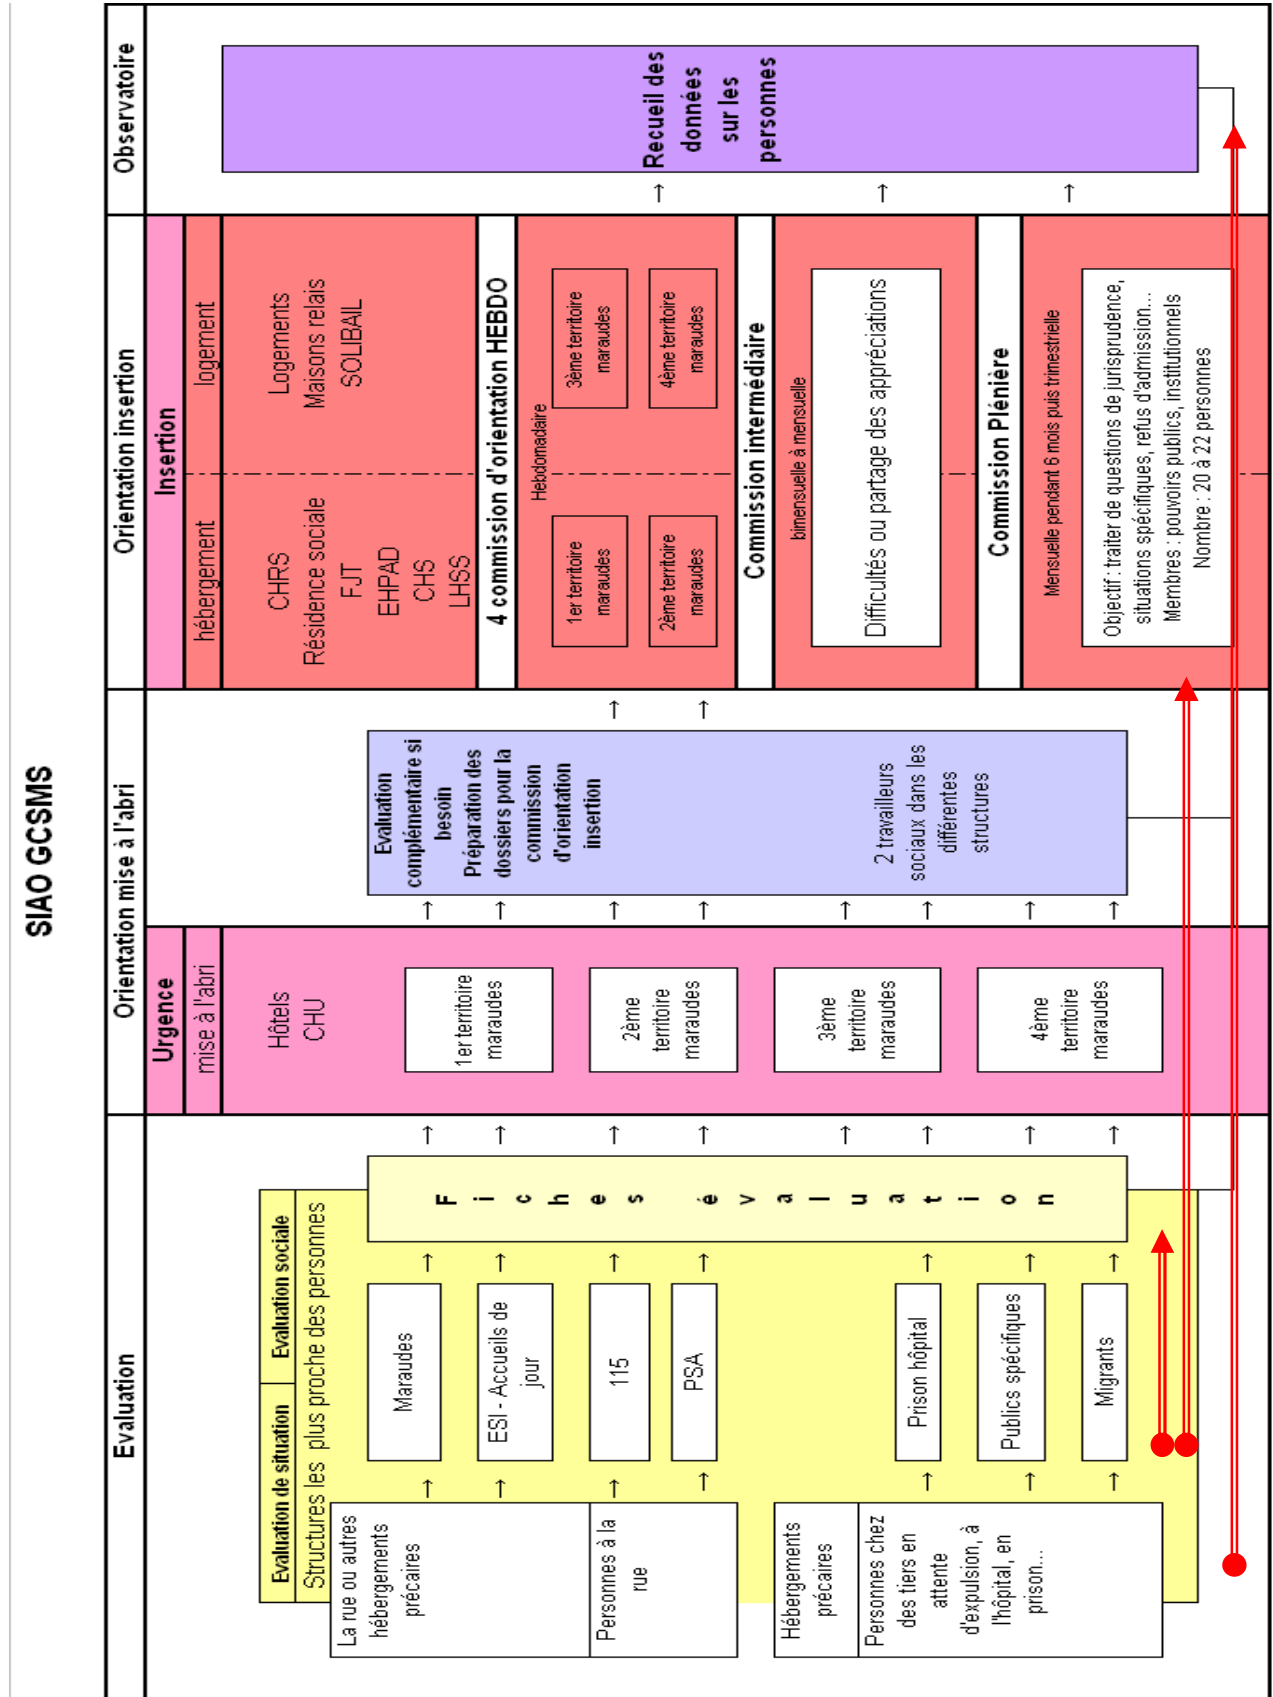 SIAO GCSMS
Evaluation
Orientation mise à l'abri
Orientation insertion
Observatoire
Evaluation de situation
Evaluation sociale
Structures les plus proche des personnes
La rue ou autres
hébergements
précaires
Personnes à la
rue
Hébergements
précaires
Personnes chez
des tiers en
attente
d'expulsion, à
l'hôpital, en
prison...
→
→
→
→
→
→
→
Maraudes
ESI - Accueils de
jour
115
PSA
Prison hôpital
Publics spécifiques
Migrants
→
→
→
→
→
→
→
F
i
c
h
e
s
é
v
a
l
u
a
t
i
o
n
→
→
→
→
→
→
→
→
Urgence
mise à l'abri
Hôtels
CHU
1er territoire
maraudes
2ème
territoire
maraudes
3ème
territoire
maraudes
4ème
territoire
maraudes
→
→
→
→
→
→
→
→
Evaluation
complémentaire si
besoin
Préparation des
dossiers pour la
commission
d'orientation
insertion
2 travailleurs
sociaux dans les
différentes
structures
→
→
Insertion
hébergement
logement
CHRS
Résidence sociale
FJT
EHPAD
CHS
LHSS
Logements
Maisons relais
SOLIBAIL
4 commission d'orientation HEBDO
Hebdomadaire
1er territoire
maraudes
3ème territoire
maraudes
2ème territoire
maraudes
4ème territoire
maraudes
Commission intermédiaire
bimensuelle à mensuelle
Difficultés ou partage des appréciations
Commission Plénière
Mensuelle pendant 6 mois puis trimestrielle
Objectif : traiter de questions de jurisprudence,
situations spécifiques, refus d'admission...
Membres : pouvoirs publics, institutionnels
Nombre : 20 à 22 personnes
→
→
→
Recueil des
données
sur les
personnes